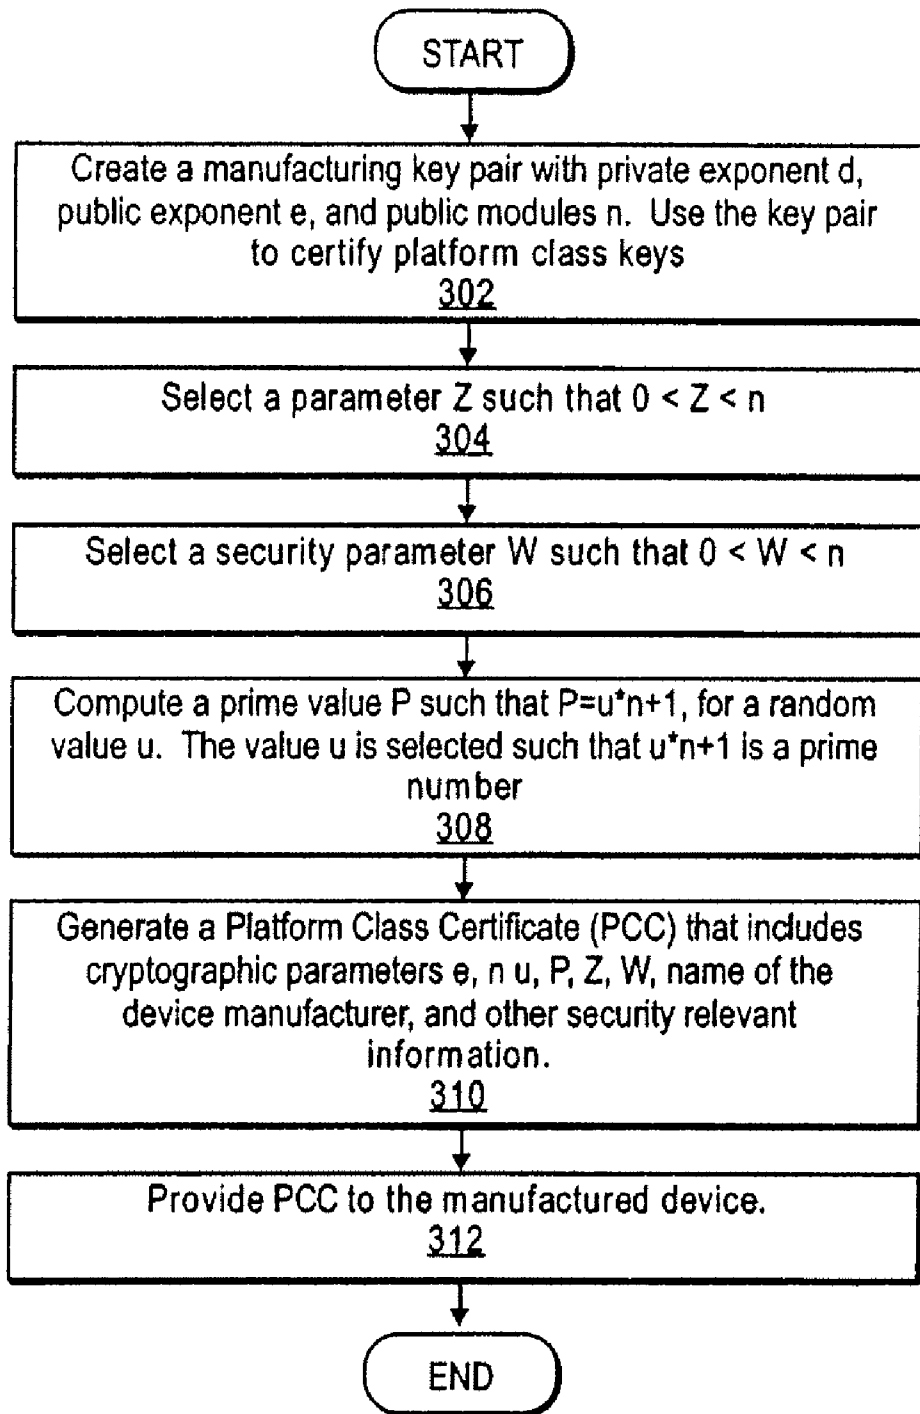 START
Create a manufacturing key pair with private exponent d,
public exponent e, and public modules n. Use the key pair
to certify platform class keys
302
Select a parameter Z such that 0 < Z < n
304
Select a security parameter W such that 0 < W < n
306
Compute a prime value P such that P=u*n+1, for a random
value u. The value u is selected such that u*n+1 is a prime
number
308
Generate a Platform Class Certificate (PCC) that includes
cryptographic parameters e, n u, P, Z, W, name of the
device manufacturer, and other security relevant
information.
310
Provide PCC to the manufactured device.
312
END